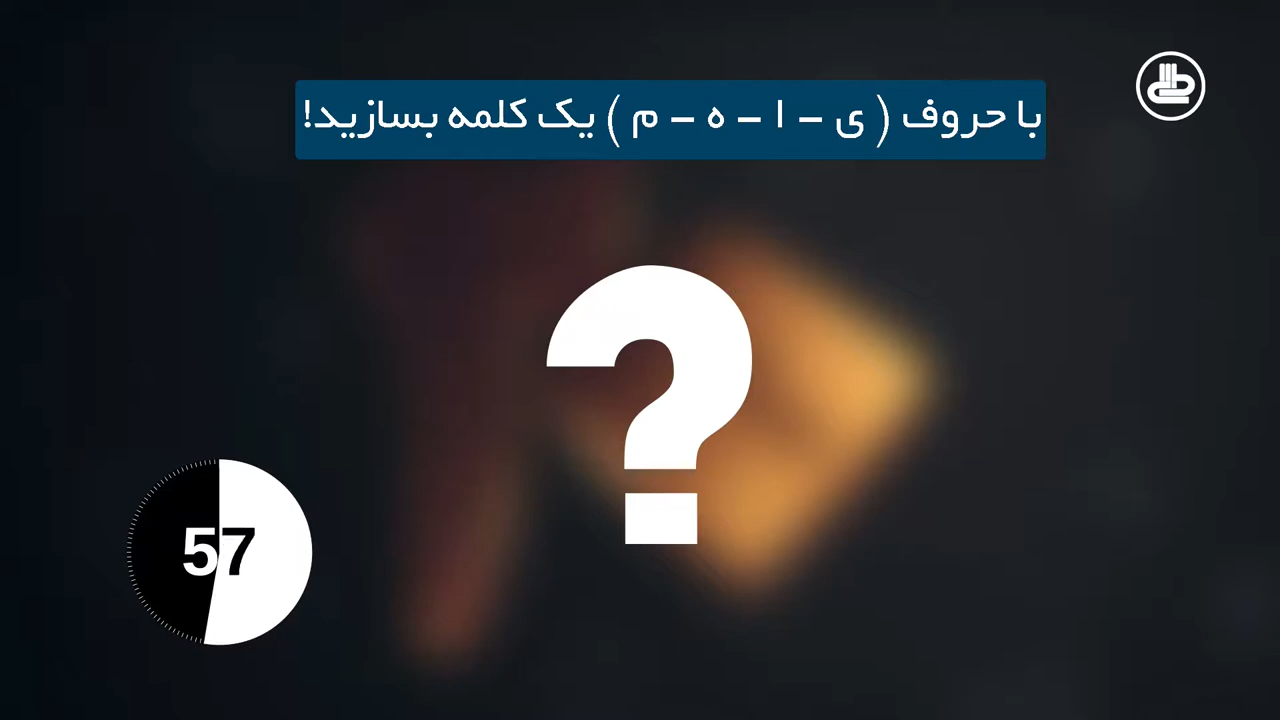 با حروف ( ی - ا - ه - م ) یک کلمه بسازید!
57